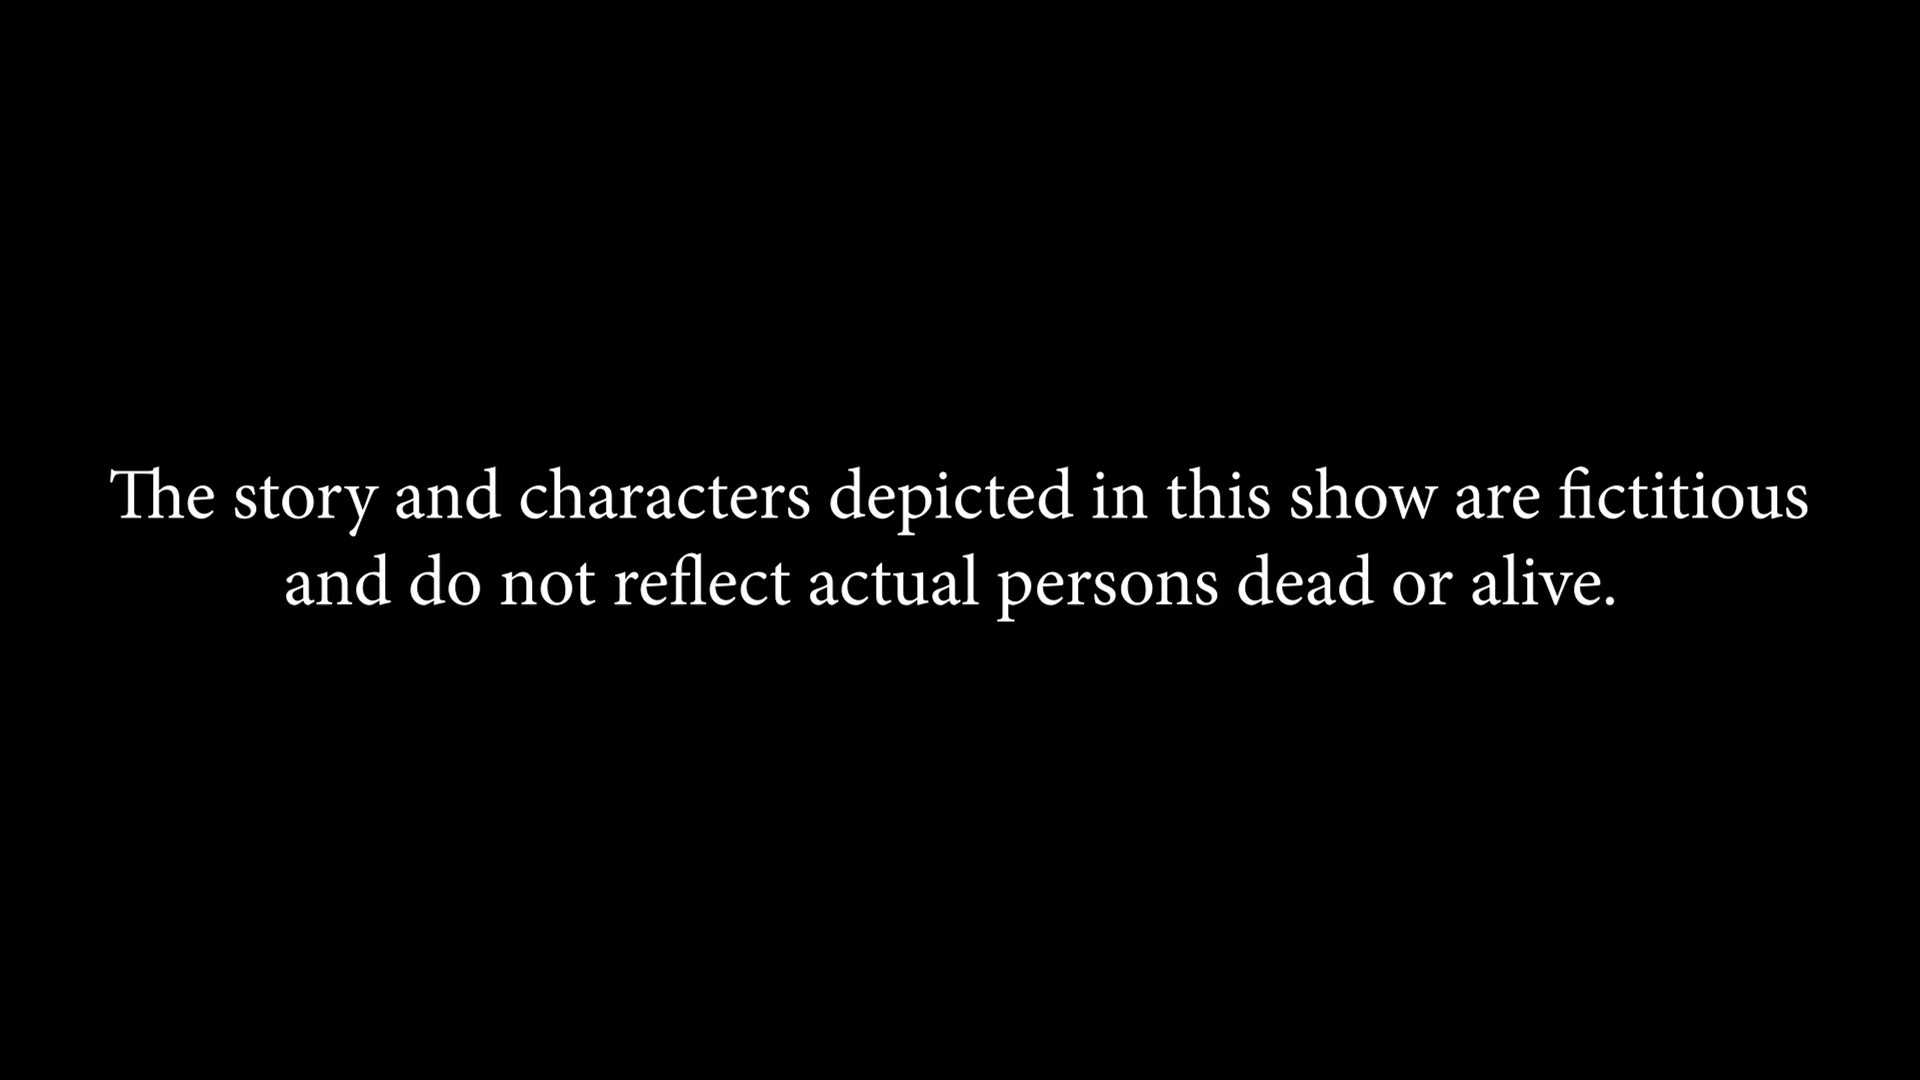 The story and characters depicted in this show are fictitious
and do not reflect actual persons dead or alive.